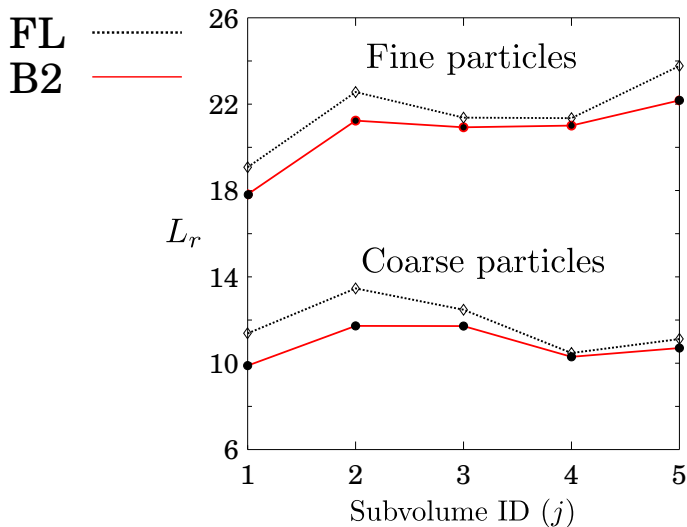 FL
B2
26
22
18
14
10
6
L_r
Fine particles
Coarse particles
1 2 3 4 5
Subvolume ID (j)